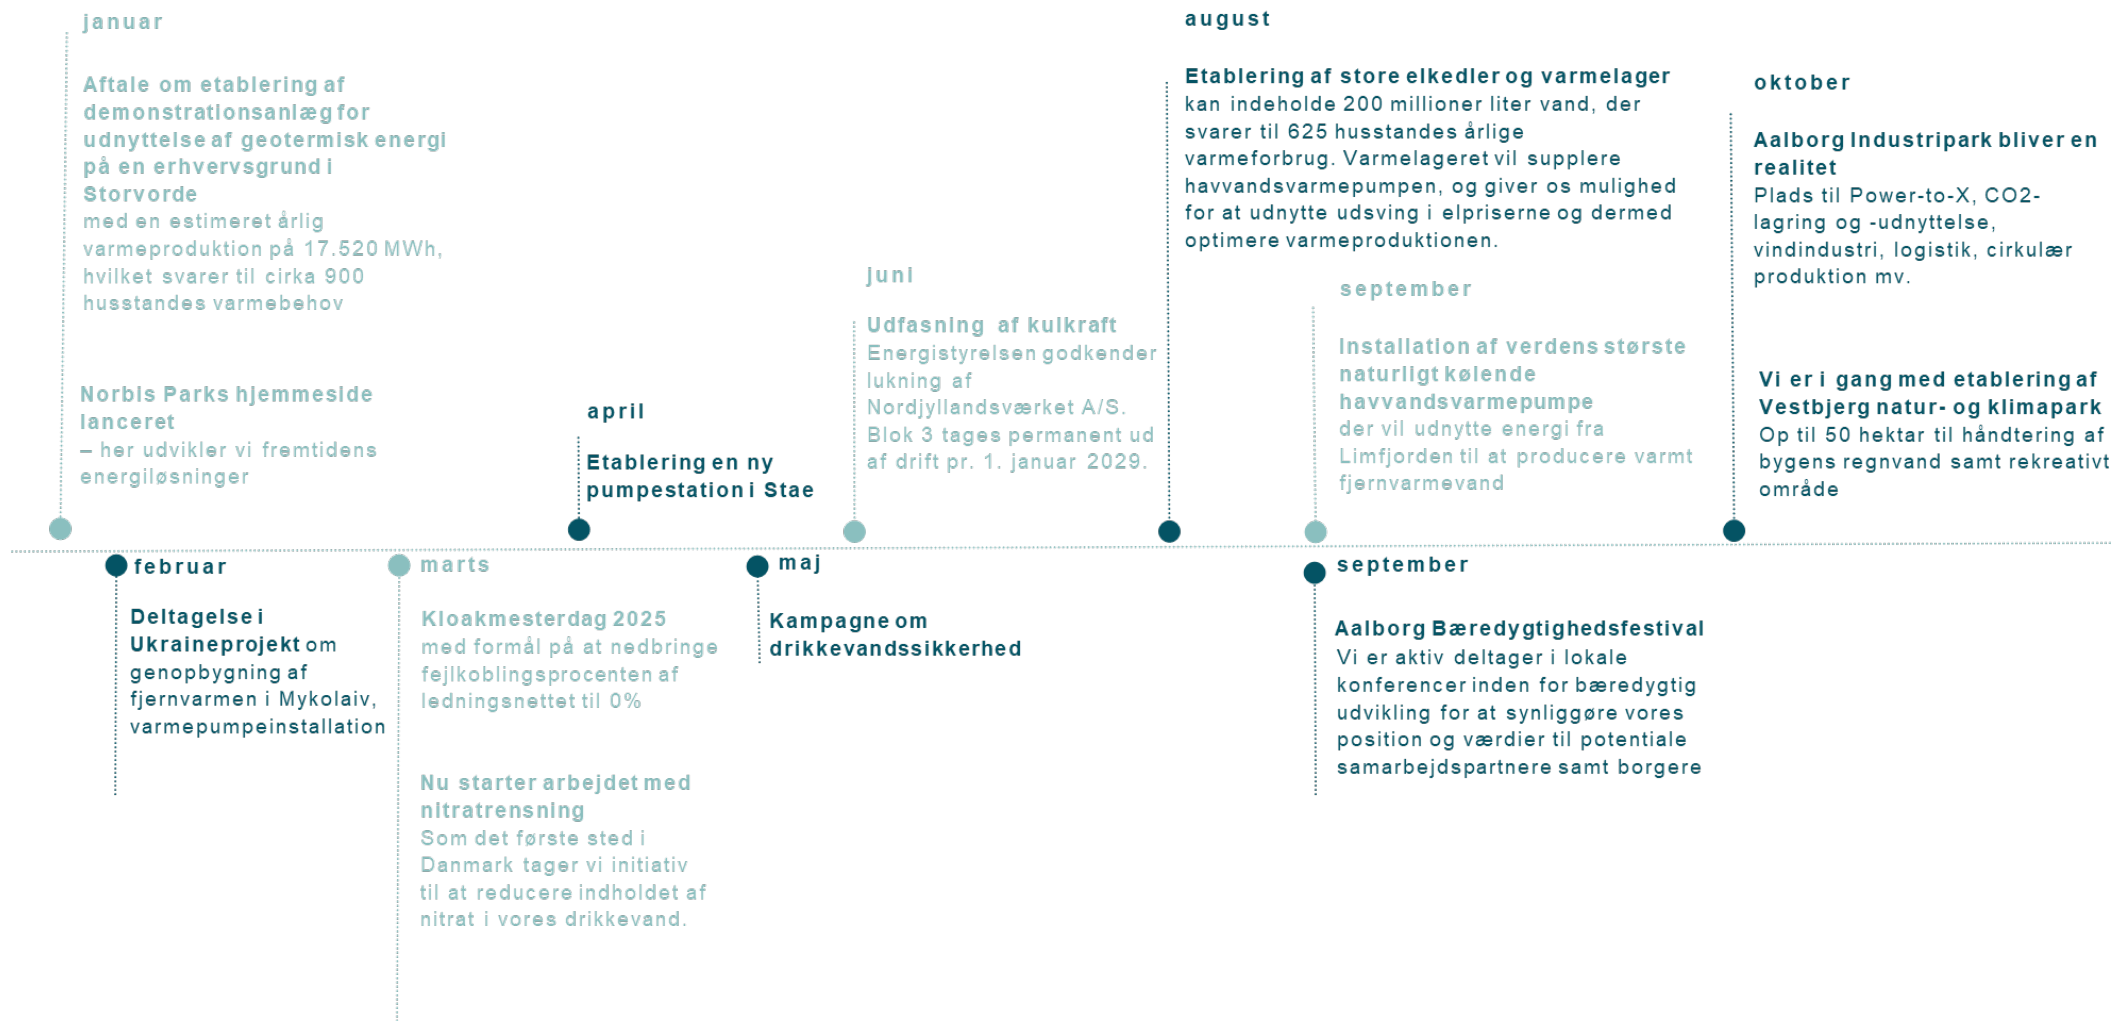 januar
Aftale om etablering af
demonstrationsanlæg for
udnyttelse af geotermisk energi
på en erhvervsgrund i
Storvorde
med en estimeret årlig
varmeproduktion på 17.520 MWh,
hvilket svarer til cirka 900
husstandes varmebehov
Norbis Parks hjemmeside
lanceret
– her udvikler vi fremtidens
energiløsninger
februar
Deltagelse i
Ukraineprojekt om
genopbygning af
fjernvarmen i Mykolaiv,
varmepumpeinstallation
marts
Kloakmesterdag 2025
med formål på at nedbringe
fejlkoblingsprocenten af
ledningsnettet til 0%
Nu starter arbejdet med
nitratrensning
Som det første sted i
Danmark tager vi initiativ
til at reducere indholdet af
nitrat i vores drikkevand.
april
Etablering en ny
pumpestation i Stae
maj
Kampagne om
drikkevandssikkerhed
juni
Udfasning af kulkraft
Energistyrelsen godkender
lukning af
Nordjyllandsværket A/S.
Blok 3 tages permanent ud
af drift pr. 1. januar 2029.
august
Etablering af store elkedler og varmelager
kan indeholde 200 millioner liter vand, der
svarer til 625 husstandes årlige
varmeforbrug. Varmelageret vil supplere
havvandsvarmepumpen, og giver os mulighed
for at udnytte udsving i elpriserne og dermed
optimere varmeproduktionen.
september
Installation af verdens største
naturligt kølende
havvandsvarmepumpe
der vil udnytte energi fra
Limfjorden til at producere varmt
fjernvarmevand
september
Aalborg Bæredygtighedsfestival
Vi er aktiv deltager i lokale
konferencer inden for bæredygtig
udvikling for at synliggøre vores
position og værdier til potentiale
samarbejdspartnere samt borgere
oktober
Aalborg Industripark bliver en
realitet
Plads til Power-to-X, CO2-
lagring og -udnyttelse,
vindindustri, logistik, cirkulær
produktion mv.
Vi er i gang med etablering af
Vestbjerg natur- og klimapark
Op til 50 hektar til håndtering af
bygens regnvand samt rekreativt
område